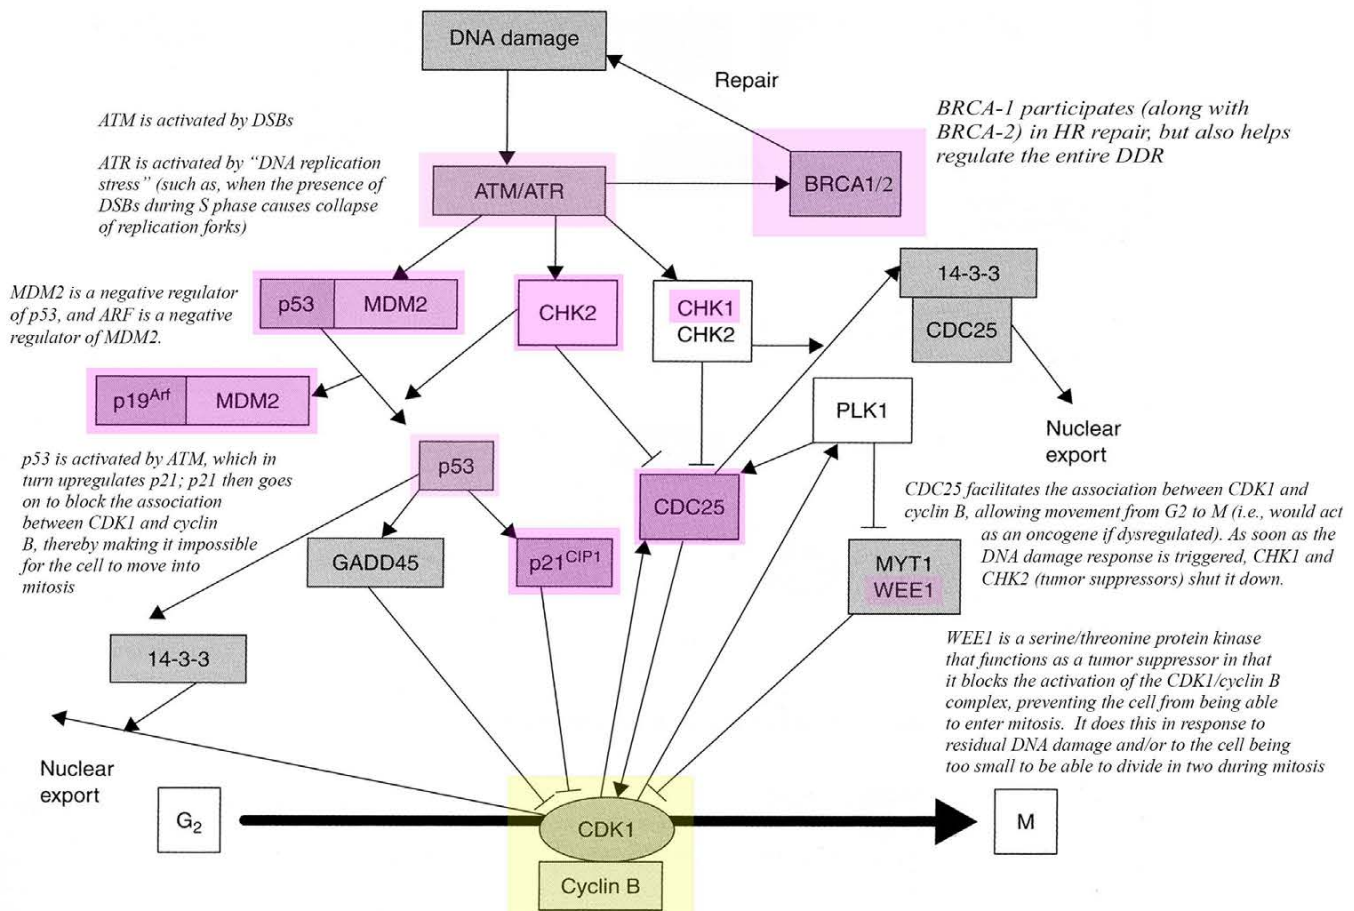 DNA damage
Repair
BRCA-1 participates (along with
BRCA-2) in HR repair, but also helps
regulate the entire DDR
ATM is activated by DSBs
ATR is activated by “DNA replication
stress” (such as, when the presence of
DSBs during S phase causes collapse
of replication forks)
ATM/ATR
BRCA1/2
MDM2 is a negative regulator
of p53, and ARF is a negative
regulator of MDM2.
p53
MDM2
CHK2
CHK1
CHK2
14-3-3
CDC25
p19Arf
MDM2
PLK1
Nuclear
export
p53 is activated by ATM, which in
turn upregulates p21; p21 then goes
on to block the association
between CDK1 and cyclin
B, thereby making it impossible
for the cell to move into
mitosis
p53
CDC25
CDC25 facilitates the association between CDK1 and
cyclin B, allowing movement from G2 to M (i.e., would act
as an oncogene if dysregulated). As soon as the
DNA damage response is triggered, CHK1 and
CHK2 (tumor suppressors) shut it down.
GADD45
p21CIP1
MYT1
WEE1
14-3-3
WEE1 is a serine/threonine protein kinase
that functions as a tumor suppressor in that
it blocks the activation of the CDK1/cyclin B
complex, preventing the cell from being able
to enter mitosis. It does this in response to
residual DNA damage and/or to the cell being
too small to be able to divide in two during mitosis
Nuclear
export
G2
CDK1
M
Cyclin B